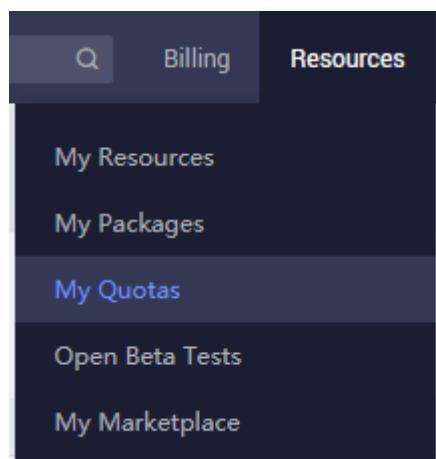 Billing Resources
My Resources
My Packages
My Quotas
Open Beta Tests
My Marketplace